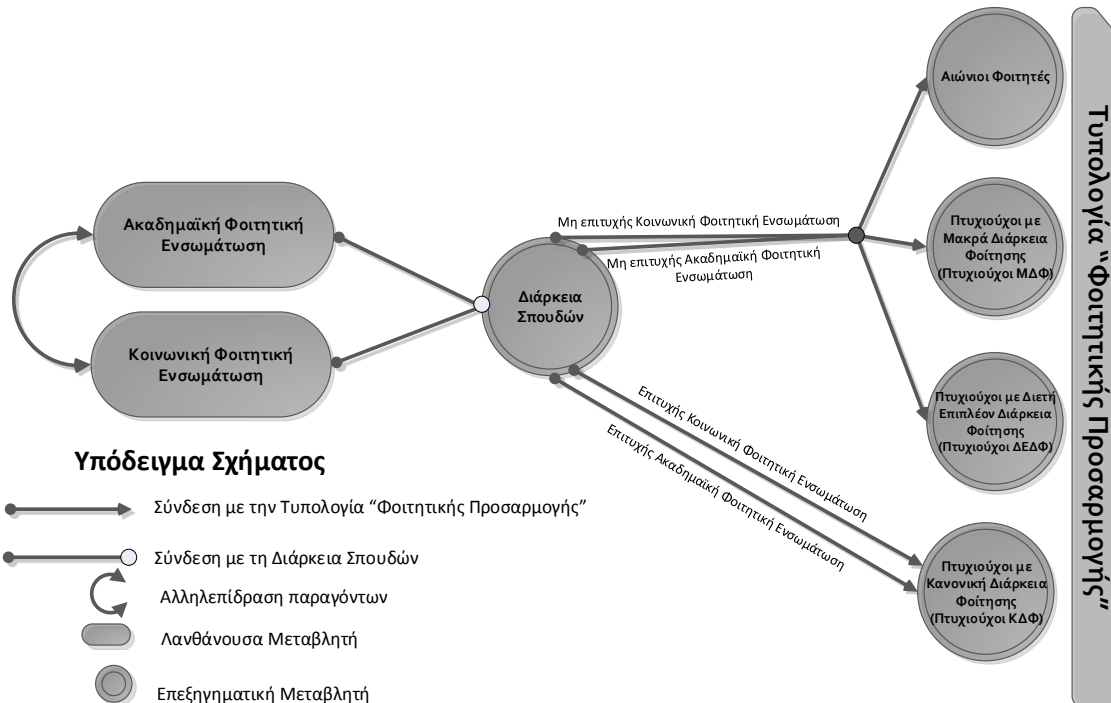 Ακαδημαϊκή Φοιτητική
Ενσωμάτωση
Κοινωνική Φοιτητική
Ενσωμάτωση
Διάρκεια
Σπουδών
Μη επιτυχής Κοινωνική Φοιτητική Ενσωμάτωση
Μη επιτυχής Ακαδημαϊκή Φοιτητική
Ενσωμάτωση
Επιτυχής Κοινωνική Φοιτητική Ενσωμάτωση
Επιτυχής Ακαδημαϊκή Φοιτητική Ενσωμάτωση
Αιώνιοι Φοιτητές
Πτυχιούχοι με
Μακρά Διάρκεια
Φοίτησης
(Πτυχιούχοι ΜΔΦ)
Πτυχιούχοι με Διετή
Επιπλέον Διάρκεια
Φοίτησης
(Πτυχιούχοι ΔΕΔΦ)
Πτυχιούχοι με
Κανονική Διάρκεια
Φοίτησης
(Πτυχιούχοι ΚΔΦ)
Τυπολογία "Φοιτητικής Προσαρμογής"
Υπόδειγμα Σχήματος
Σύνδεση με την Τυπολογία "Φοιτητικής Προσαρμογής"
Σύνδεση με τη Διάρκεια Σπουδών
Αλληλεπίδραση παραγόντων
Λανθάνουσα Μεταβλητή
Επεξηγηματική Μεταβλητή